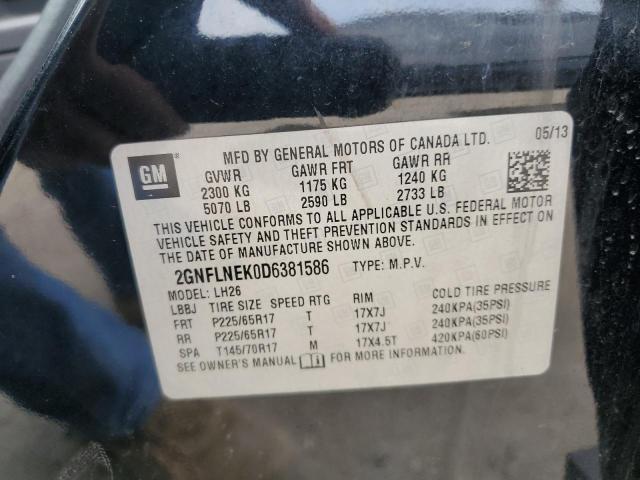 MFD BY GENERAL MOTORS OF CANADA LTD. 05/13
GM GVWR GAWR FRT GAWR RR
2300 KG 1175 KG 1240 KG
5070 LB 2590 LB 2733 LB
THIS VEHICLE CONFORMS TO ALL APPLICABLE U.S. FEDERAL MOTOR
VEHICLE SAFETY AND THEFT PREVENTION STANDARDS IN EFFECT ON
THE DATE OF MANUFACTURE SHOWN ABOVE.
2GNFLNEK0D6381586 TYPE: M.P.V.
MODEL: LH26
LBBJ TIRE SIZE SPEED RTG RIM COLD TIRE PRESSURE
FRT P225/65R17 T 17X7J 240KPA(35PSI)
RR P225/65R17 T 17X7J 240KPA(35PSI)
SPA T145/70R17 M 17X4.5T 420KPA(60PSI)
SEE OWNER'S MANUAL FOR MORE INFORMATION.